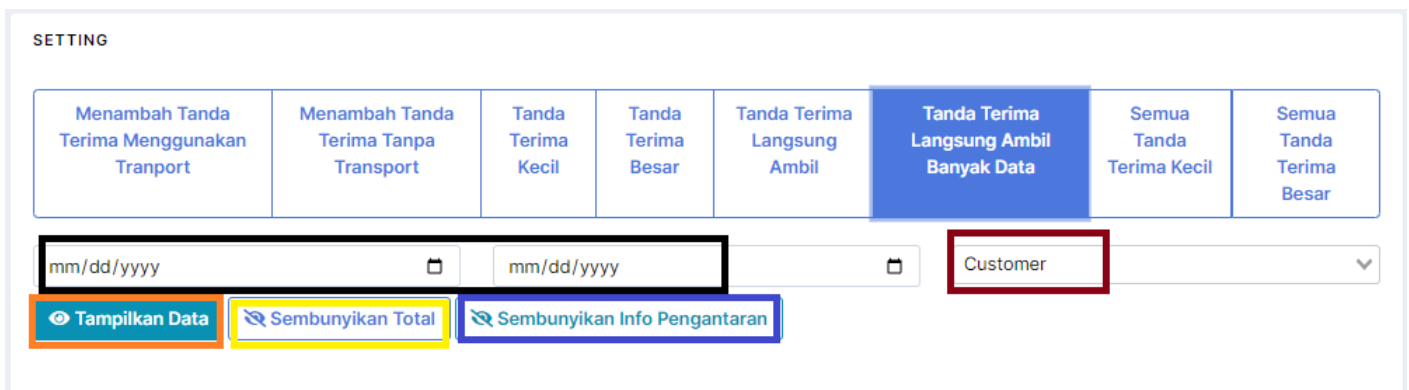 SETTING
Menambah Tanda
Terima Menggunakan
Tranport
Menambah Tanda
Terima Tanpa
Transport
Tanda
Terima
Kecil
Tanda
Terima
Besar
Tanda Terima
Langsung
Ambil
Tanda Terima
Langsung Ambil
Banyak Data
Semua
Tanda
Terima Kecil
Semua
Tanda
Terima
Besar
mm/dd/yyyy
mm/dd/yyyy
Customer
Tampilkan Data
Sembunyikan Total
Sembunyikan Info Pengantaran